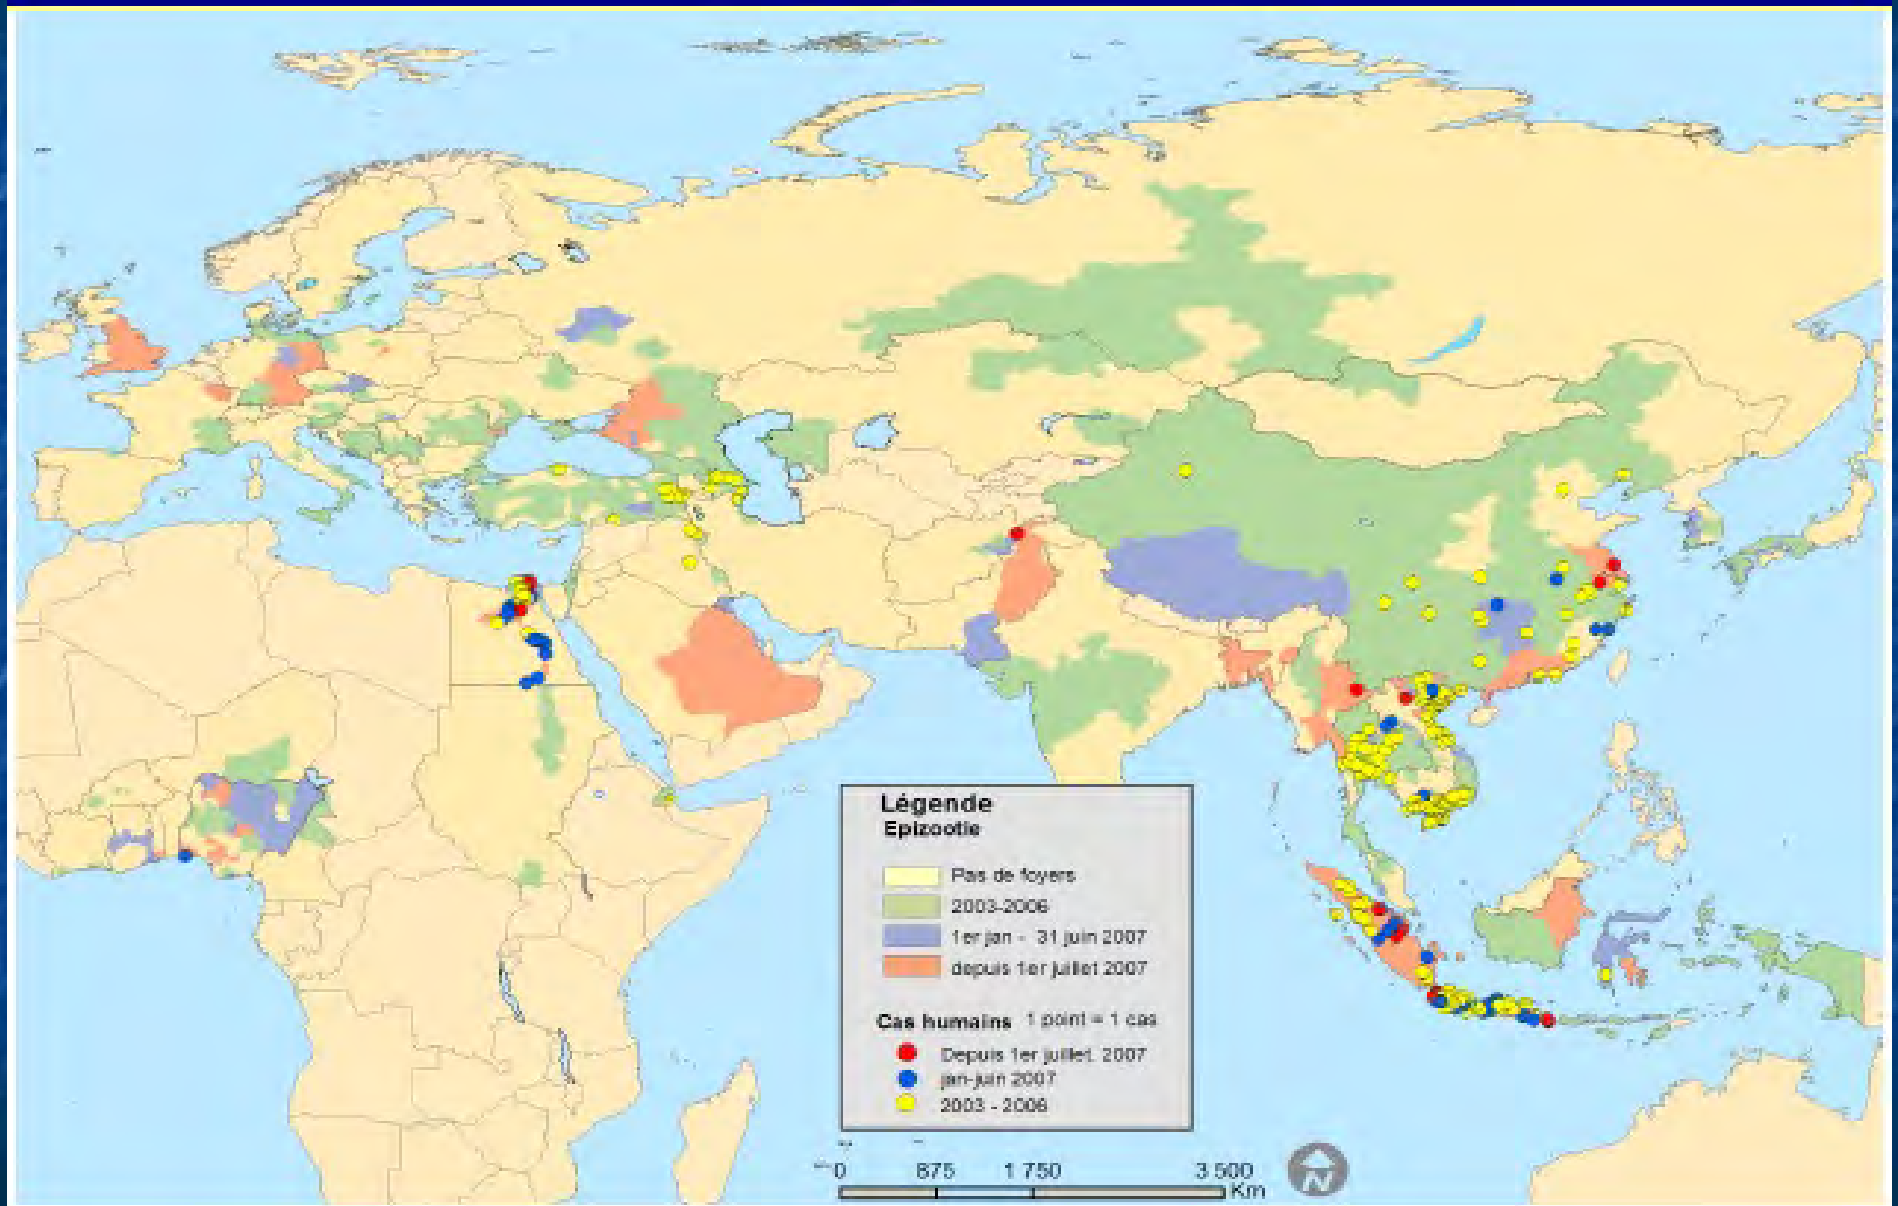 Légende
Epizootie
Pas de foyers
2003-2006
1er jan - 31 juin 2007
depuis 1er juillet 2007
Cas humains 1 point = 1 cas
Depuis 1er juillet 2007
jan-juin 2007
2003 - 2006
0 875 1 750 3 500
Km
N